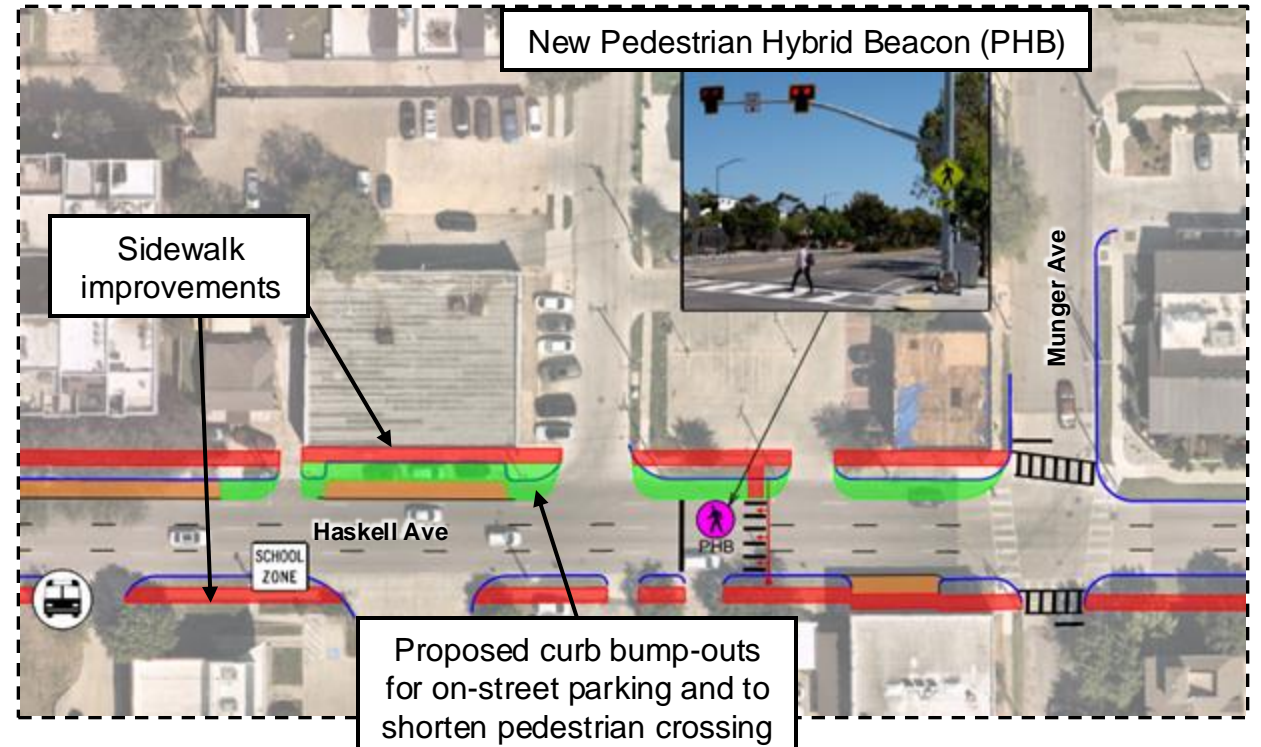 New Pedestrian Hybrid Beacon (PHB)
Sidewalk
improvements
Munger Ave
Haskell Ave
SCHOOL
ZONE
PHB
Proposed curb bump-outs
for on-street parking and to
shorten pedestrian crossing